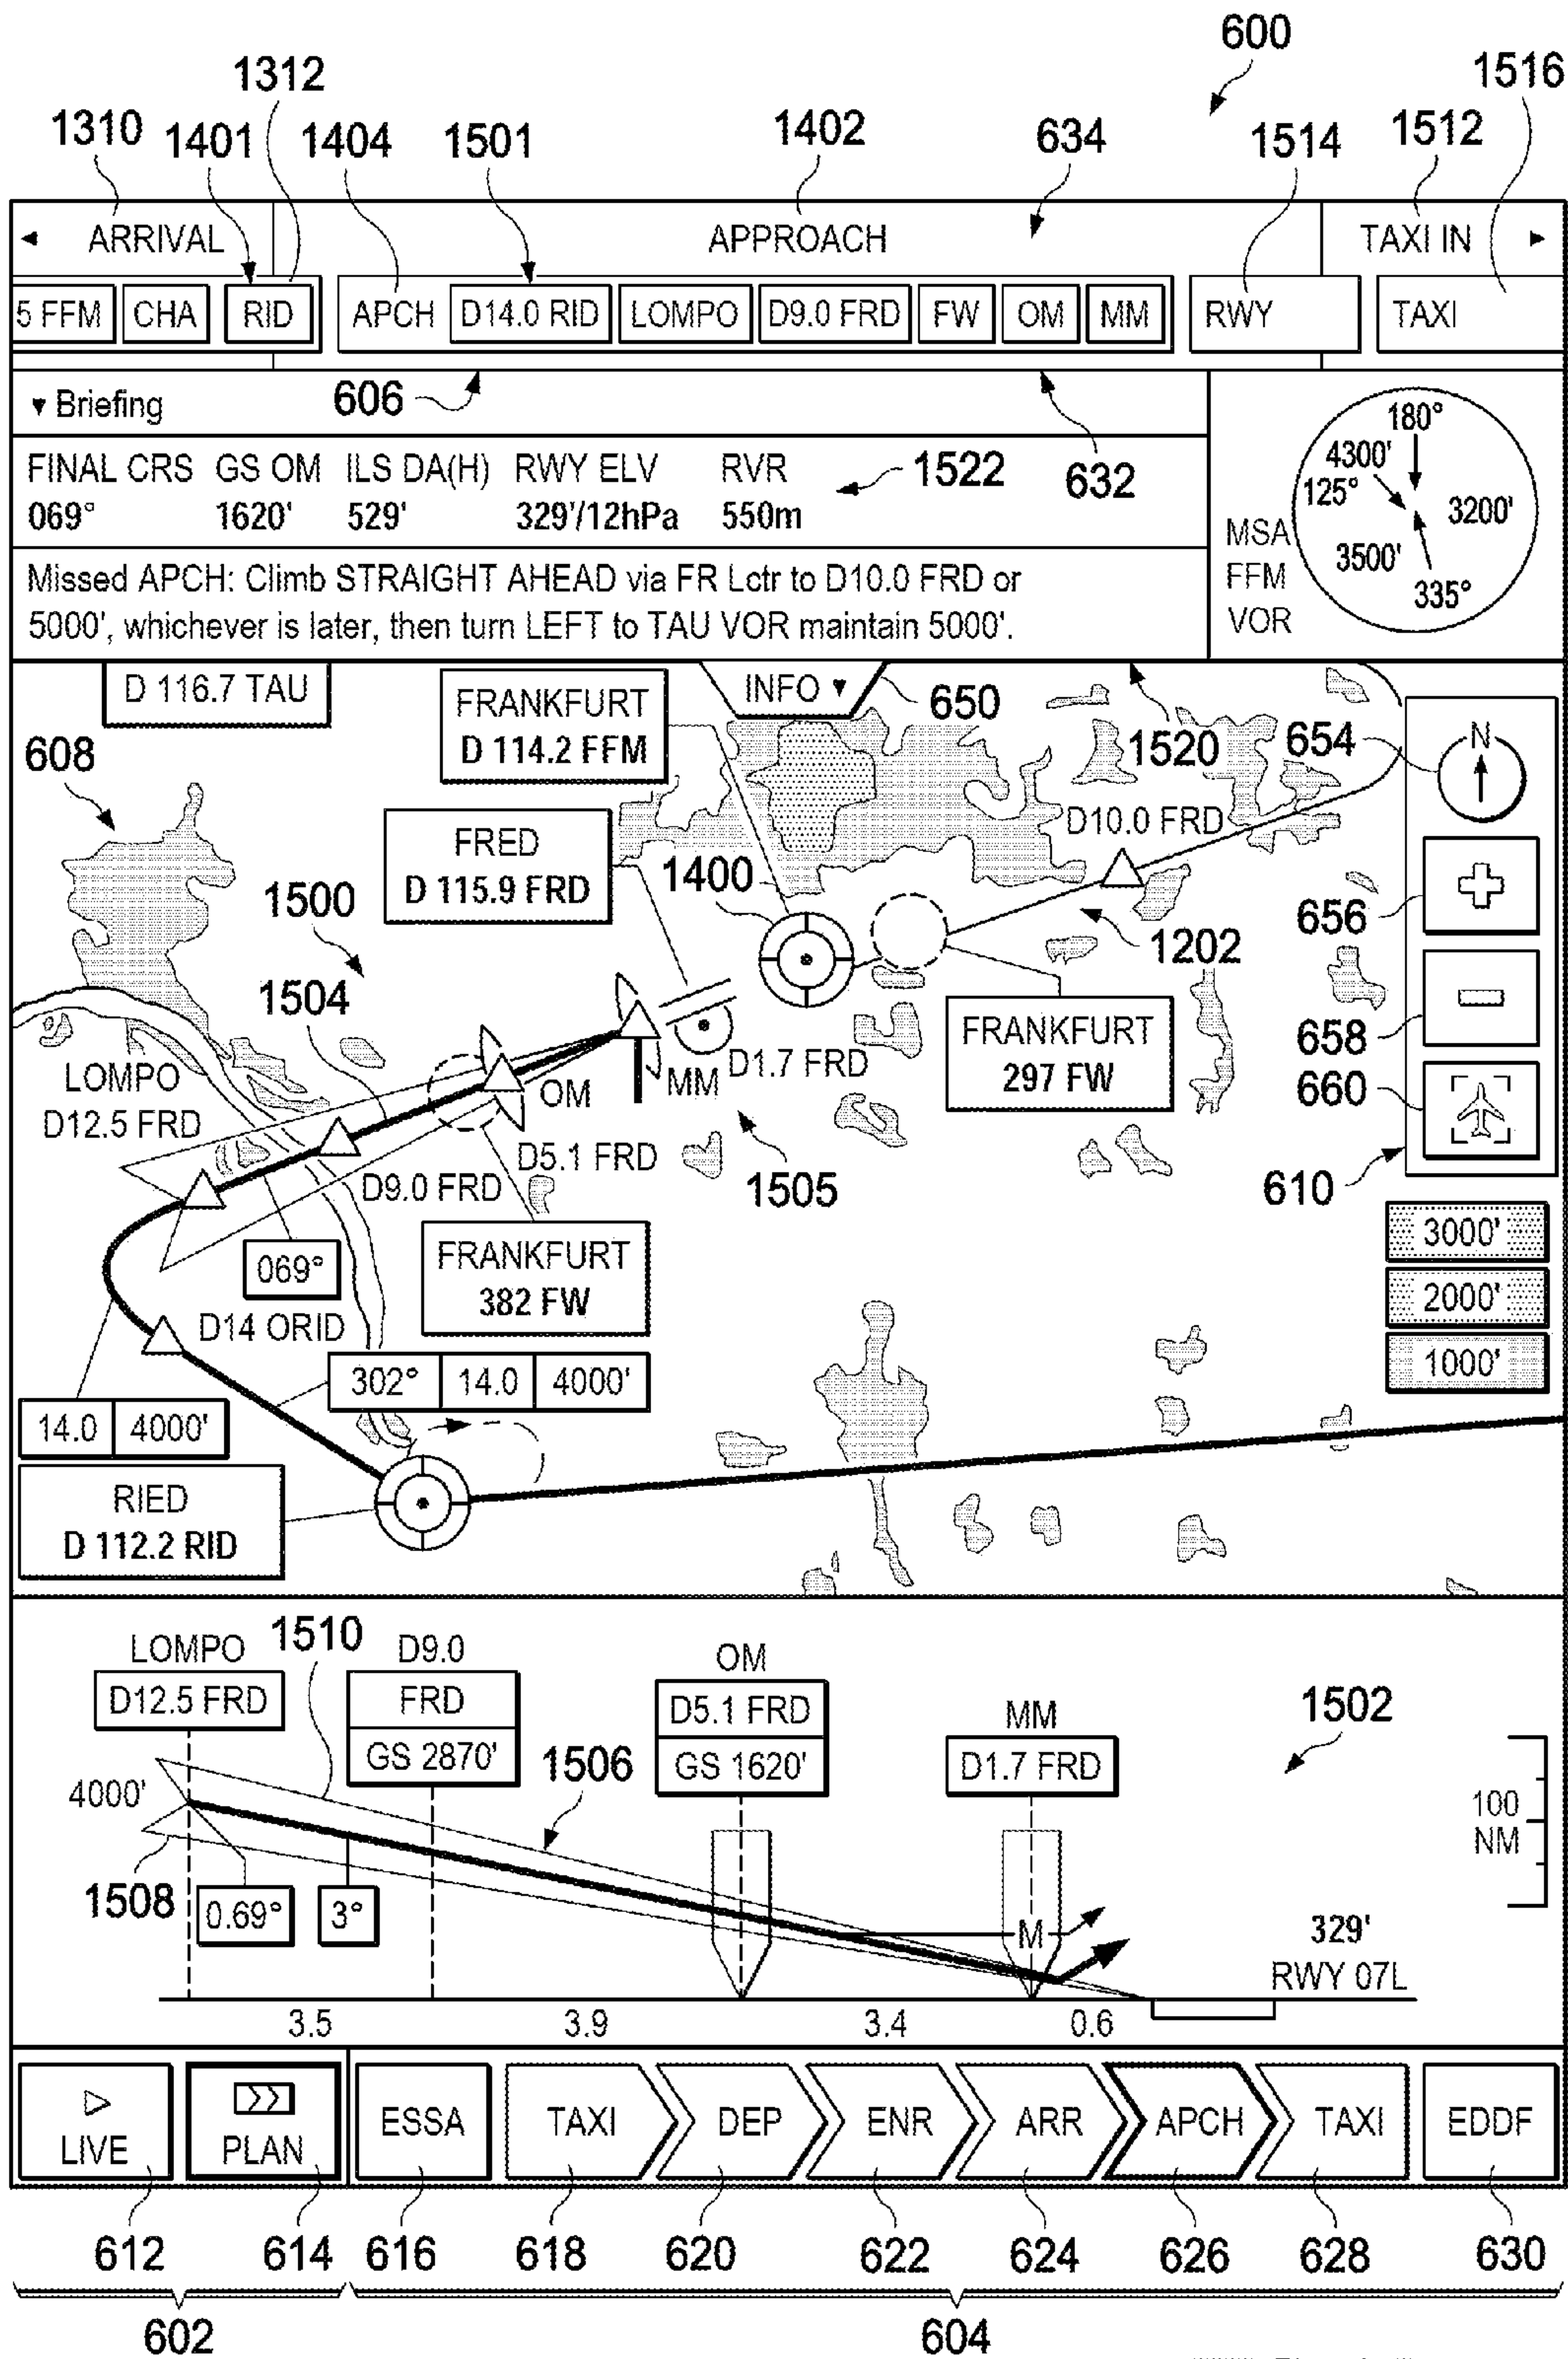 600
1312
1516
1310
1401
1404
1501
1402
634
1514
1512
◄ ARRIVAL
APPROACH
TAXI IN ►
5 FFM
CHA
RID
APCH
D14.0 RID
LOMPO
D9.0 FRD
FW
OM
MM
RWY
TAXI
▼ Briefing
606
632
FINAL CRS
GS OM
ILS DA(H)
RWY ELV
RVR
069°
1620'
529'
329'/12hPa
550m
1522
Missed APCH: Climb STRAIGHT AHEAD via FR Lctr to D10.0 FRD or
5000', whichever is later, then turn LEFT to TAU VOR maintain 5000'.
MSA
FFM
VOR
180°
4300'
125°
3200'
3500'
335°
D 116.7 TAU
FRANKFURT
D 114.2 FFM
INFO ▼
650
1520
654
N
608
FRED
D 115.9 FRD
1400
D10.0 FRD
656
1500
1202
1504
658
FRANKFURT
297 FW
LOMPO
D12.5 FRD
OM
MM
D1.7 FRD
660
D5.1 FRD
1505
D9.0 FRD
610
069°
FRANKFURT
382 FW
3000'
2000'
1000'
D14 ORID
302°
14.0
4000'
14.0
4000'
RIED
D 112.2 RID
LOMPO
D12.5 FRD
1510
D9.0
FRD
GS 2870'
OM
D5.1 FRD
GS 1620'
MM
D1.7 FRD
1502
1506
4000'
100
NM
1508
0.69°
3°
M
329'
RWY 07L
3.5
3.9
3.4
0.6
LIVE
PLAN
ESSA
TAXI
DEP
ENR
ARR
APCH
TAXI
EDDF
612
614
616
618
620
622
624
626
628
630
602
604